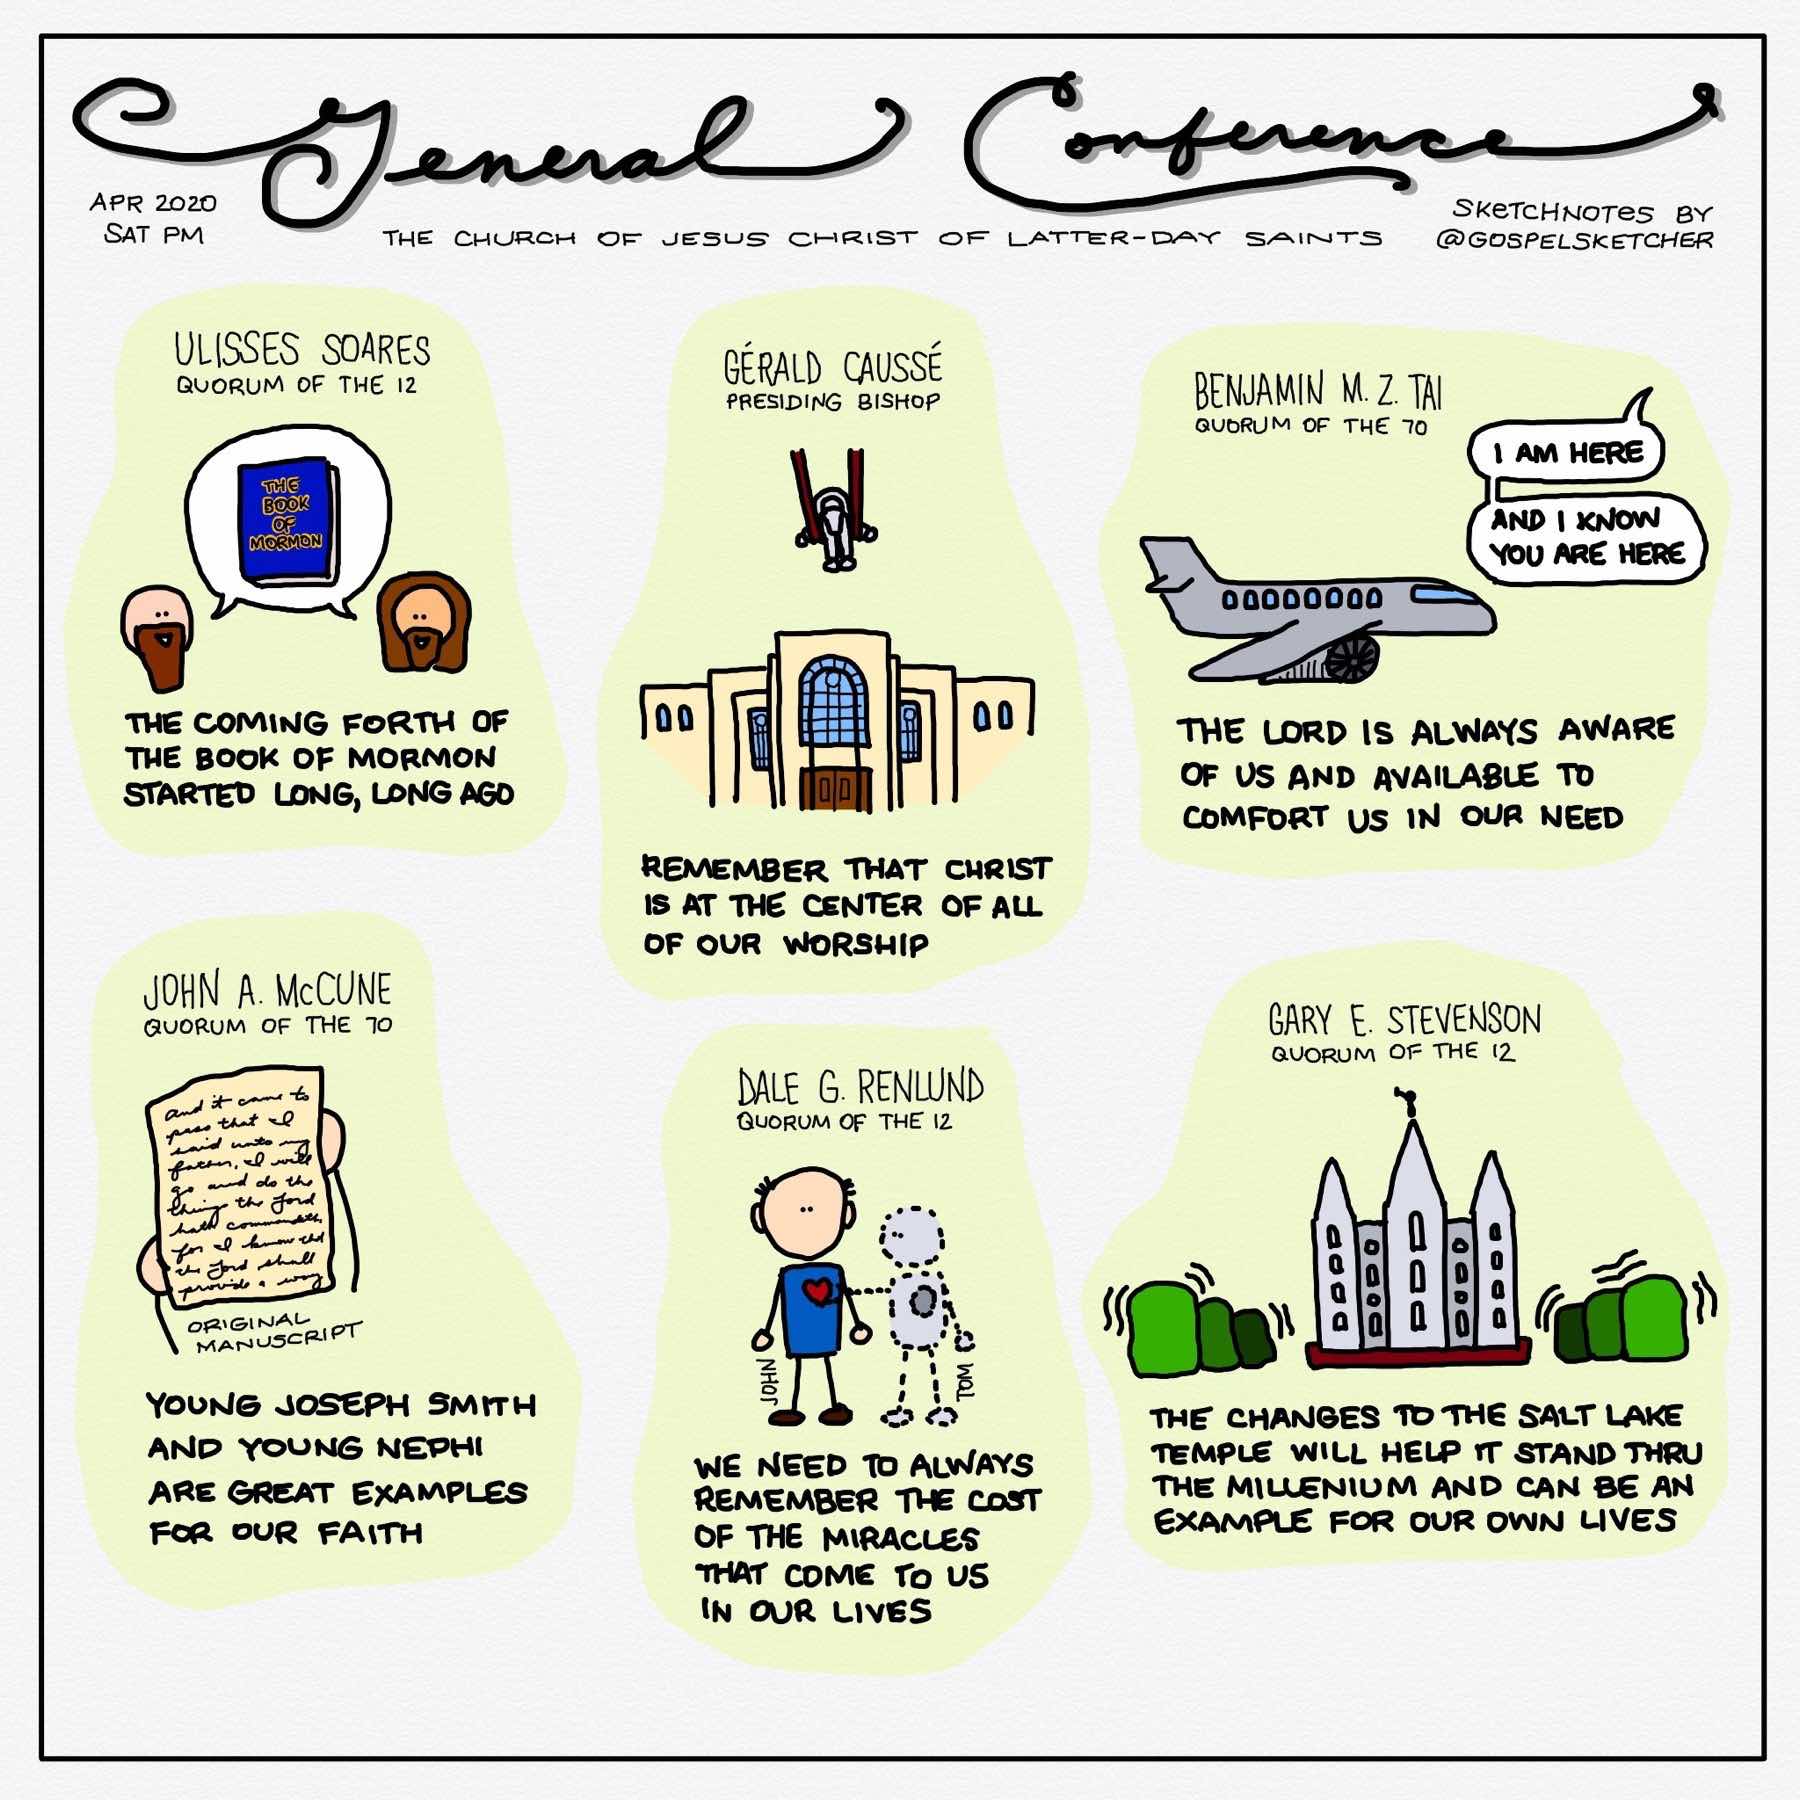 General Conference
APR 2020
SAT PM
THE CHURCH OF JESUS CHRIST OF LATTER-DAY SAINTS
SKETCHNOTES BY
@GOSPELSKETCHER
ULISSES SOARES
QUORUM OF THE 12
THE
BOOK
OF
MORMON
THE COMING FORTH OF
THE BOOK OF MORMON
STARTED LONG, LONG AGO
GÉRALD CAUSSÉ
PRESIDING BISHOP
REMEMBER THAT CHRIST
IS AT THE CENTER OF ALL
OF OUR WORSHIP
BENJAMIN M. Z. TAI
QUORUM OF THE 70
I AM HERE
AND I KNOW
YOU ARE HERE
THE LORD IS ALWAYS AWARE
OF US AND AVAILABLE TO
COMFORT US IN OUR NEED
JOHN A. McCUNE
QUORUM OF THE 70
and it came to
pass that I
said unto my
father, I will
go and do the
things the Lord
hath commandeth,
for I know that
the Lord shall
provide a way
ORIGINAL
MANUSCRIPT
YOUNG JOSEPH SMITH
AND YOUNG NEPHI
ARE GREAT EXAMPLES
FOR OUR FAITH
DALE G. RENLUND
QUORUM OF THE 12
JOHN
TOM
WE NEED TO ALWAYS
REMEMBER THE COST
OF THE MIRACLES
THAT COME TO US
IN OUR LIVES
GARY E. STEVENSON
QUORUM OF THE 12
THE CHANGES TO THE SALT LAKE
TEMPLE WILL HELP IT STAND THRU
THE MILLENIUM AND CAN BE AN
EXAMPLE FOR OUR OWN LIVES